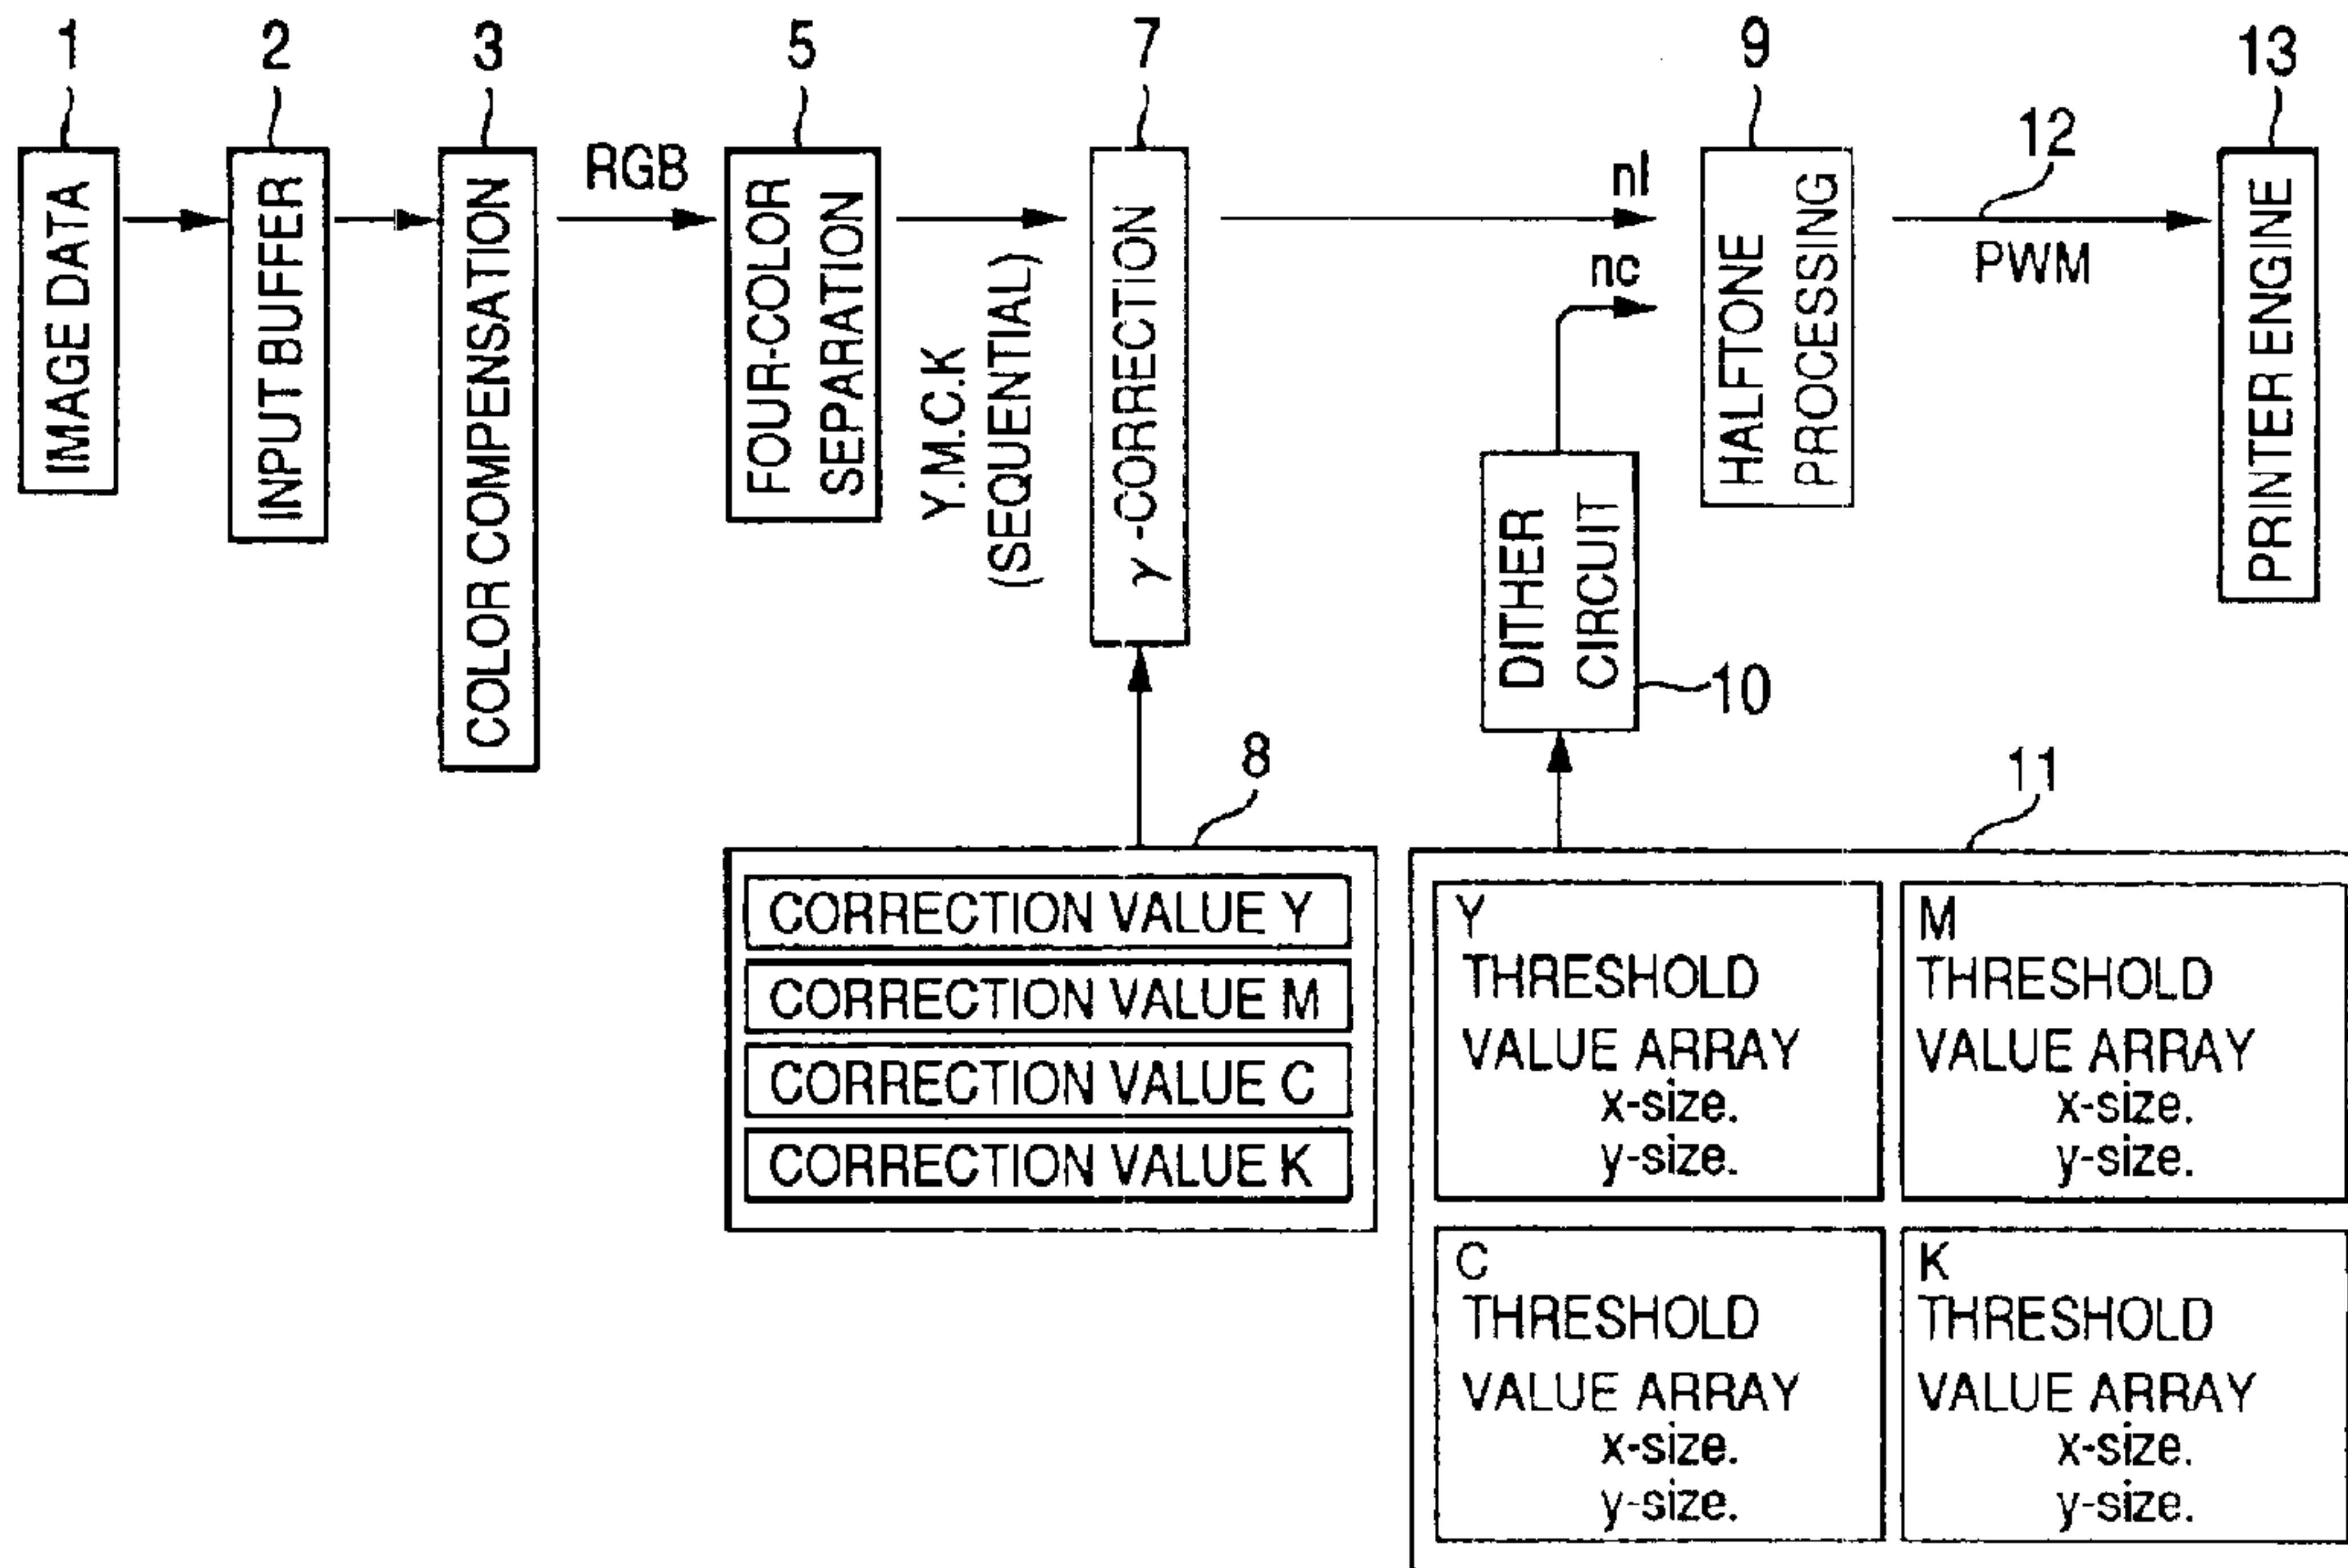 1
2
3
5
7
9
13
IMAGE DATA
INPUT BUFFER
COLOR COMPENSATION
RGB
FOUR-COLOR
SEPARATION
Y.M.C.K
(SEQUENTIAL)
γ-CORRECTION
nl
nc
HALFTONE
PROCESSING
12
PWM
PRINTER ENGINE
DITHER
CIRCUIT
10
8
CORRECTION VALUE Y
CORRECTION VALUE M
CORRECTION VALUE C
CORRECTION VALUE K
11
Y
THRESHOLD
VALUE ARRAY
x-size.
y-size.
M
THRESHOLD
VALUE ARRAY
x-size.
y-size.
C
THRESHOLD
VALUE ARRAY
x-size.
y-size.
K
THRESHOLD
VALUE ARRAY
x-size.
y-size.